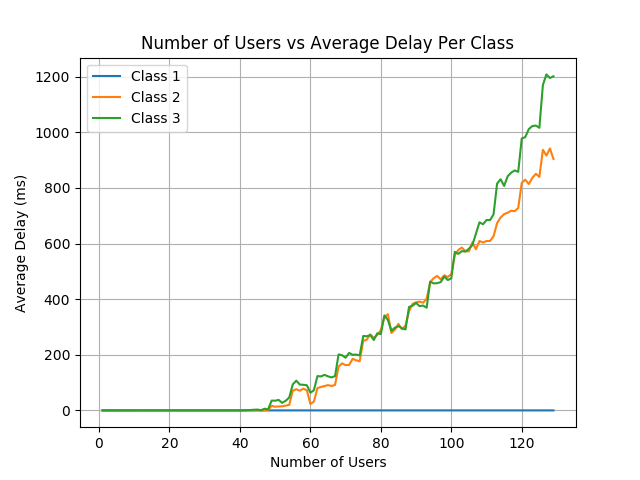 Number of Users vs Average Delay Per Class
Class 1
Class 2
Class 3
Average Delay (ms)
1200
1000
800
600
400
200
0
0 20 40 60 80 100 120
Number of Users